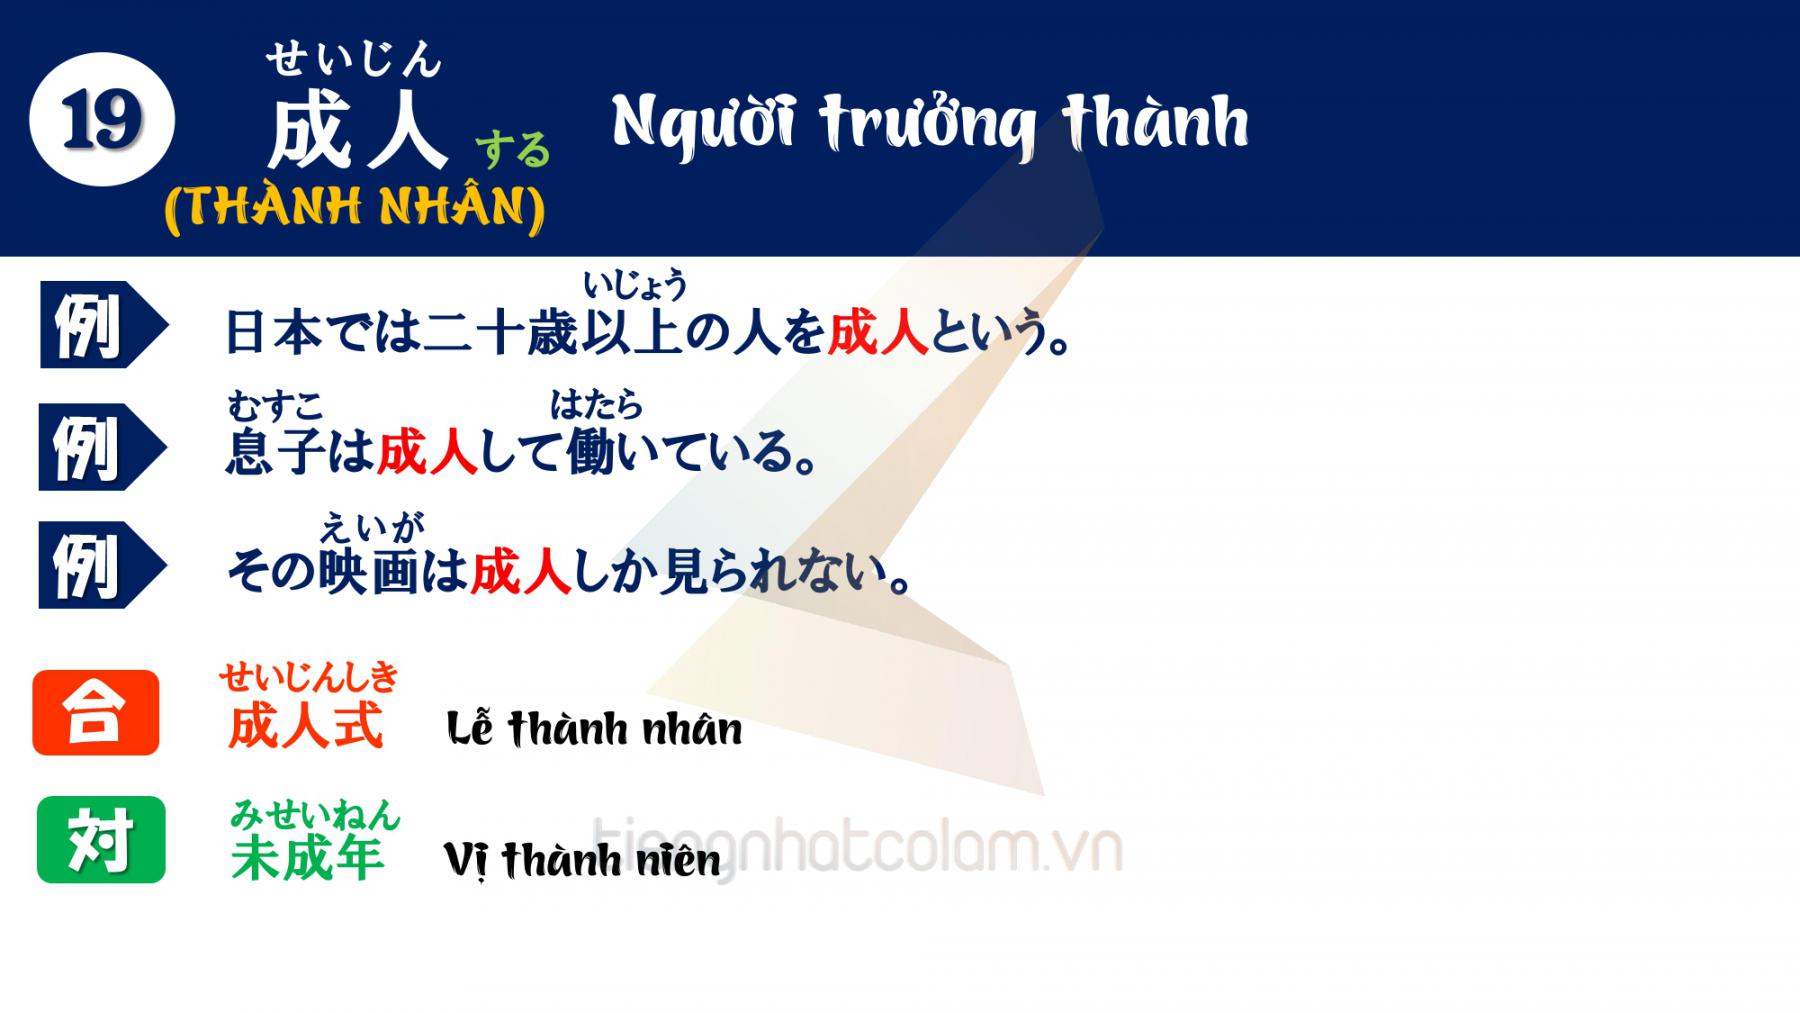 せいじん
19 成人 する Người trưởng thành
(THÀNH NHÂN)
いじょう
例 日本では二十歳以上の人を成人という。
むすこ はたら
例 息子は成人して働いている。
えいが
例 その映画は成人しか見られない。
せいじんしき
合 成人式 Lễ thành nhân
みせいねん
対 未成年 Vị thành niên
tiengnhatcolam.vn